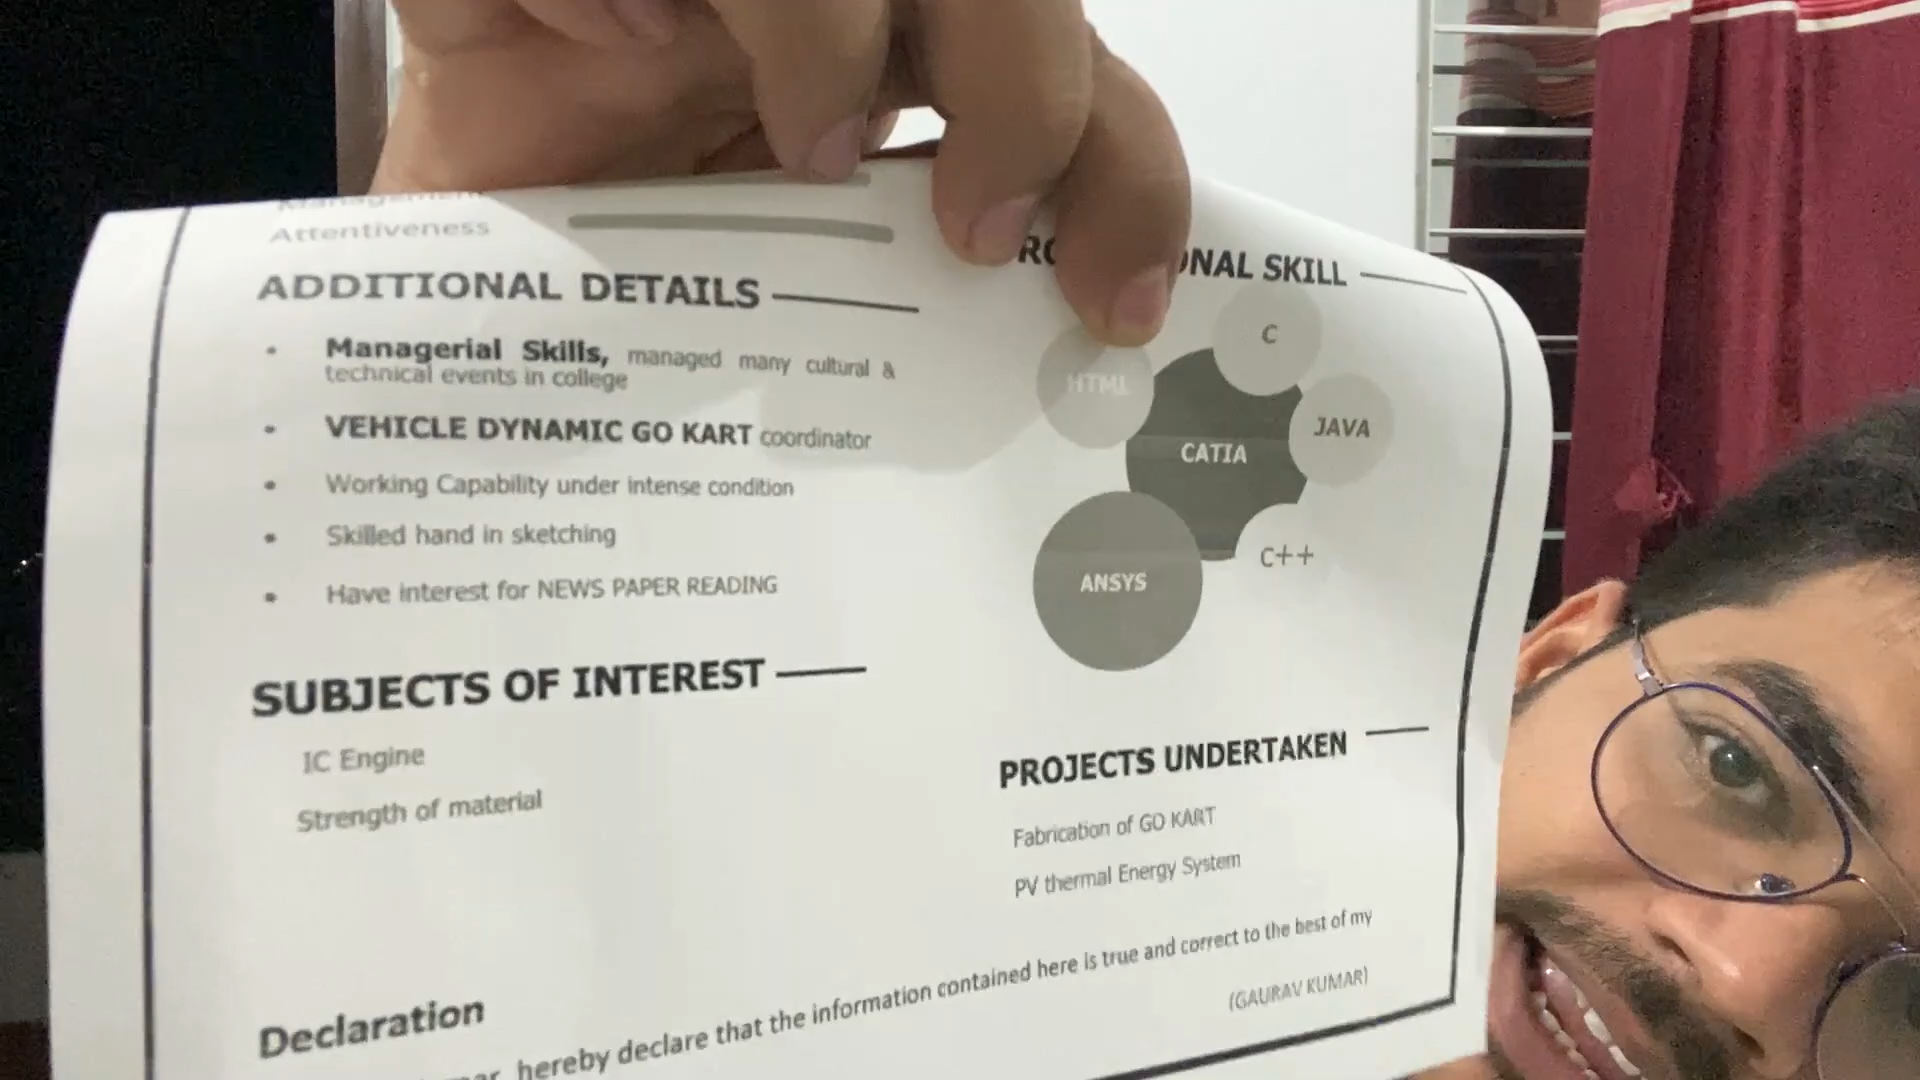 Management
Attentiveness
ADDITIONAL DETAILS
Managerial Skills, managed many cultural &
technical events in college
VEHICLE DYNAMIC GO KART coordinator
Working Capability under intense condition
Skilled hand in sketching
Have interest for NEWS PAPER READING
SUBJECTS OF INTEREST
IC Engine
Strength of material
NAL SKILL
C
HTML
JAVA
CATIA
C++
ANSYS
PROJECTS UNDERTAKEN
Fabrication of GO KART
PV thermal Energy System
Declaration
hereby declare that the information contained here is true and correct to the best of my
(GAURAV KUMAR)